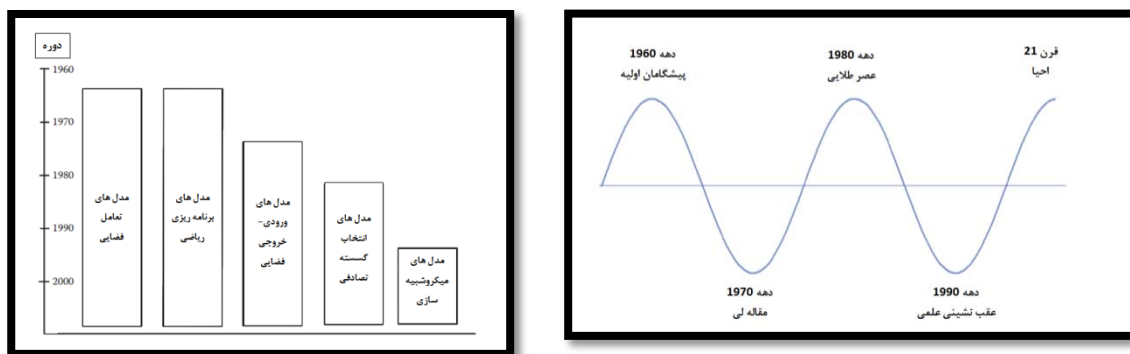 دوره
1960
1970
1980
1990
2000
مدل های
تعامل
فضایی
مدل های
برنامه ریزی
ریاضی
مدل های
ورودی-
خروجی
فضایی
مدل های
انتخاب
گسسته
تصادفی
مدل های
میکروشبیه
سازی
دهه 1960
پیشگامان اولیه
دهه 1980
عصر طلایی
قرن 21
احیا
دهه 1970
مقاله لی
دهه 1990
عقب نشینی علمی